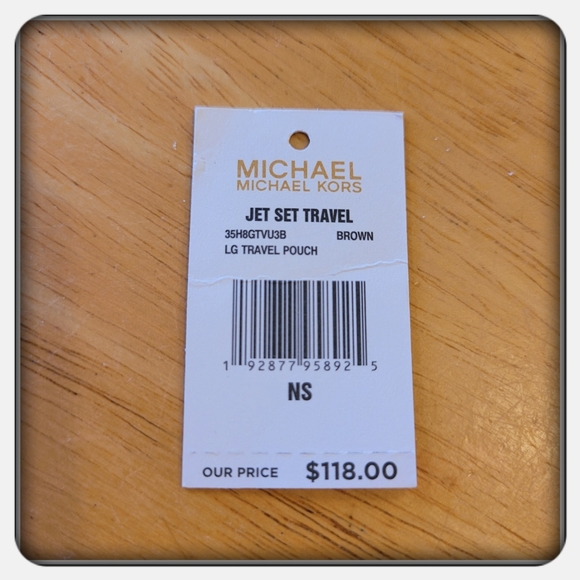 MICHAEL
MICHAEL KORS
JET SET TRAVEL
35H8GTVU3B BROWN
LG TRAVEL POUCH
1 92877 95892 5
NS
OUR PRICE $118.00